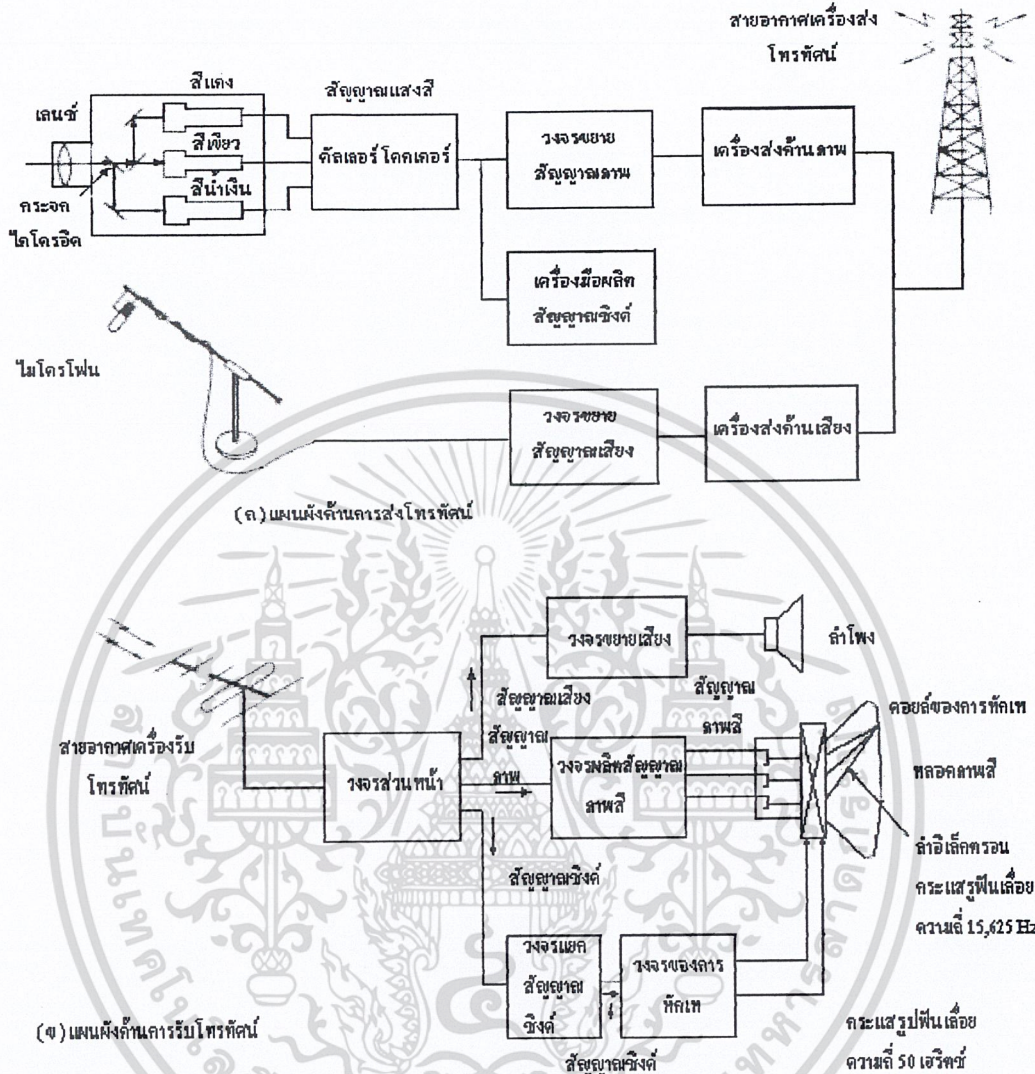 สายอากาศเครื่องส่ง
โทรทัศน์
สีแดง
สัญญาณแสงสี
เลนซ์
สีเขียว
สีน้ำเงิน
คัลเลอร์ โคดเดอร์
วงจรขยาย
สัญญาณภาพ
เครื่องส่งด้านภาพ
กระจก
ไดโครอิค
เครื่องมือผลิต
สัญญาณซิงค์
ไมโครโฟน
วงจรขยาย
สัญญาณเสียง
เครื่องส่งด้านเสียง
(ก)แผนผังด้านการส่งโทรทัศน์
วงจรขยายเสียง
ลำโพง
สัญญาณเสียง
สัญญาณ
ภาพสี
คอยล์ของการหักเห
สายอากาศเครื่องรับ
โทรทัศน์
วงจรส่วนหน้า
สัญญาณ
ภาพ
วงจรผลิตสัญญาณ
ภาพสี
หลอดภาพสี
ลำอิเล็กตรอน
สัญญาณซิงค์
กระแสรูฟันเลื่อย
ความถี่ 15,625 Hz
วงจรแยก
สัญญาณ
ซิงค์
วงจรของการ
หักเห
(ข)แผนผังด้านการรับโทรทัศน์
สัญญาณซิงค์
กระแสรูปฟันเลื่อย
ความถี่ 50 เฮริตซ์